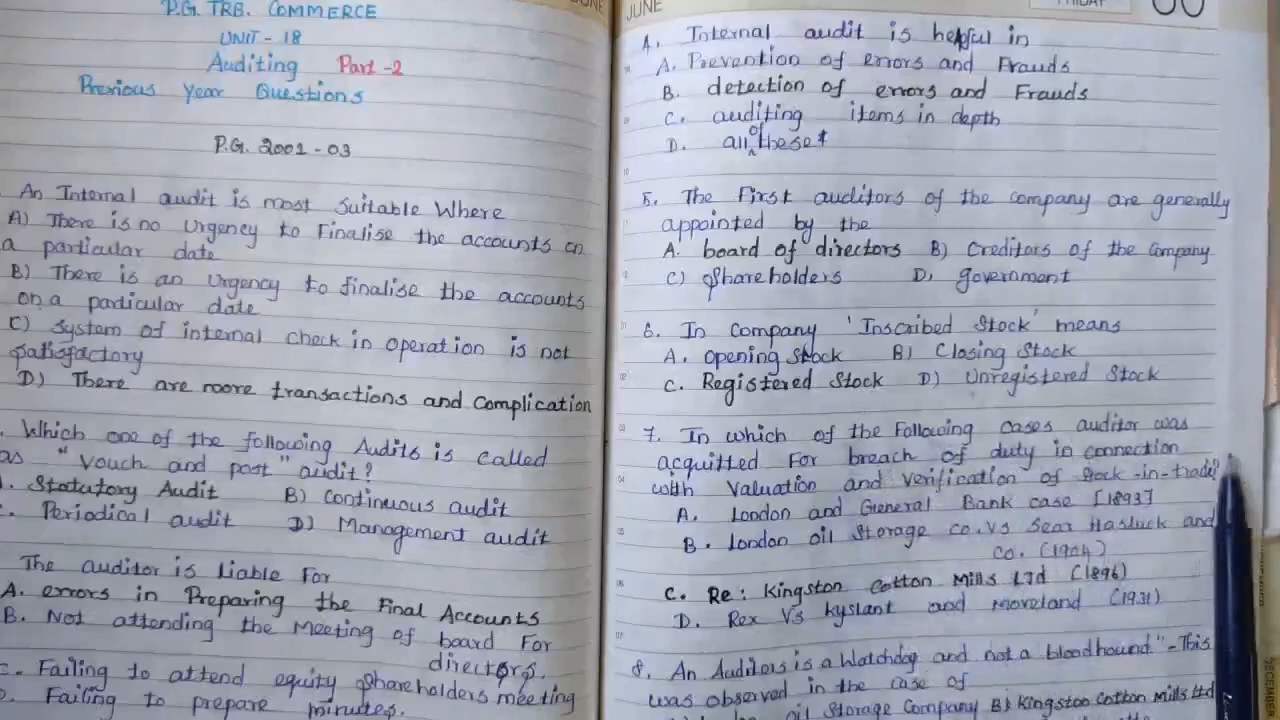 P.G. TRB. COMMERCE
UNIT - 18
Auditing Part -2
Previous Year Questions
P.G. 2002 - 03
An Internal audit is most Suitable Where
A) There is no Urgency to Finalise the accounts on
a particular date
B) There is an Urgency to finalise the accounts
on a particular date
C) System of internal check in operation is not
Satisfactory
D) There are more transactions and Complication
. Which one of the following Audits is called
as "Vouch and post" audit?
. Statutory Audit B) Continuous audit
. Periodical audit D) Management audit
The auditor is liable For
A. errors in Preparing the Final Accounts
B. Not attending the Meeting of board For
directors.
C. Failing to attend equity Shareholders meeting
D. Failing to prepare minutes.
JUNE
FRIDAY
4. Internal audit is helpful in
A. Prevention of errors and Frauds
B. detection of errors and Frauds
C. auditing items in depth
D. all of these
5. The First auditors of the company are generally
appointed by the
A. board of directors B) Creditors of the Company
C) Shareholders D. government
6. In Company 'Inscribed Stock' means
A. Opening Stock B) Closing Stock
C. Registered Stock D) Unregistered Stock
7. In which of the Following cases auditor was
acquitted For breach of duty in connection
with Valuation and verification of Stock-in-trade?
A. London and General Bank case [1893]
B. London oil Storage co. Vs Sear Hasluck and
Co. (1904)
C. Re: Kingston Cotton Mills Ltd (1896)
D. Rex Vs kyslant and Moreland (1931)
8. An Auditors is a Watchdog and not a bloodhound" - This
was observed in the case of
oil Storage Company B) Kingston Cotton Mills Ltd
DECEMBER